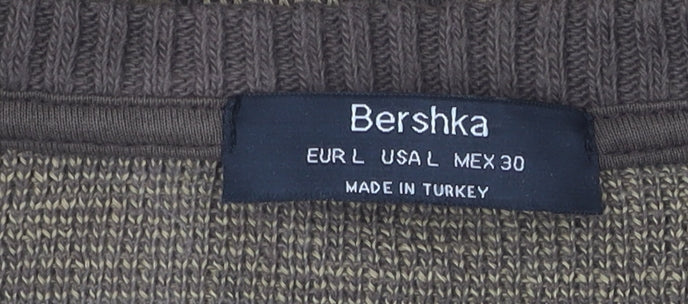 Bershka
EUR L USA L MEX 30
MADE IN TURKEY